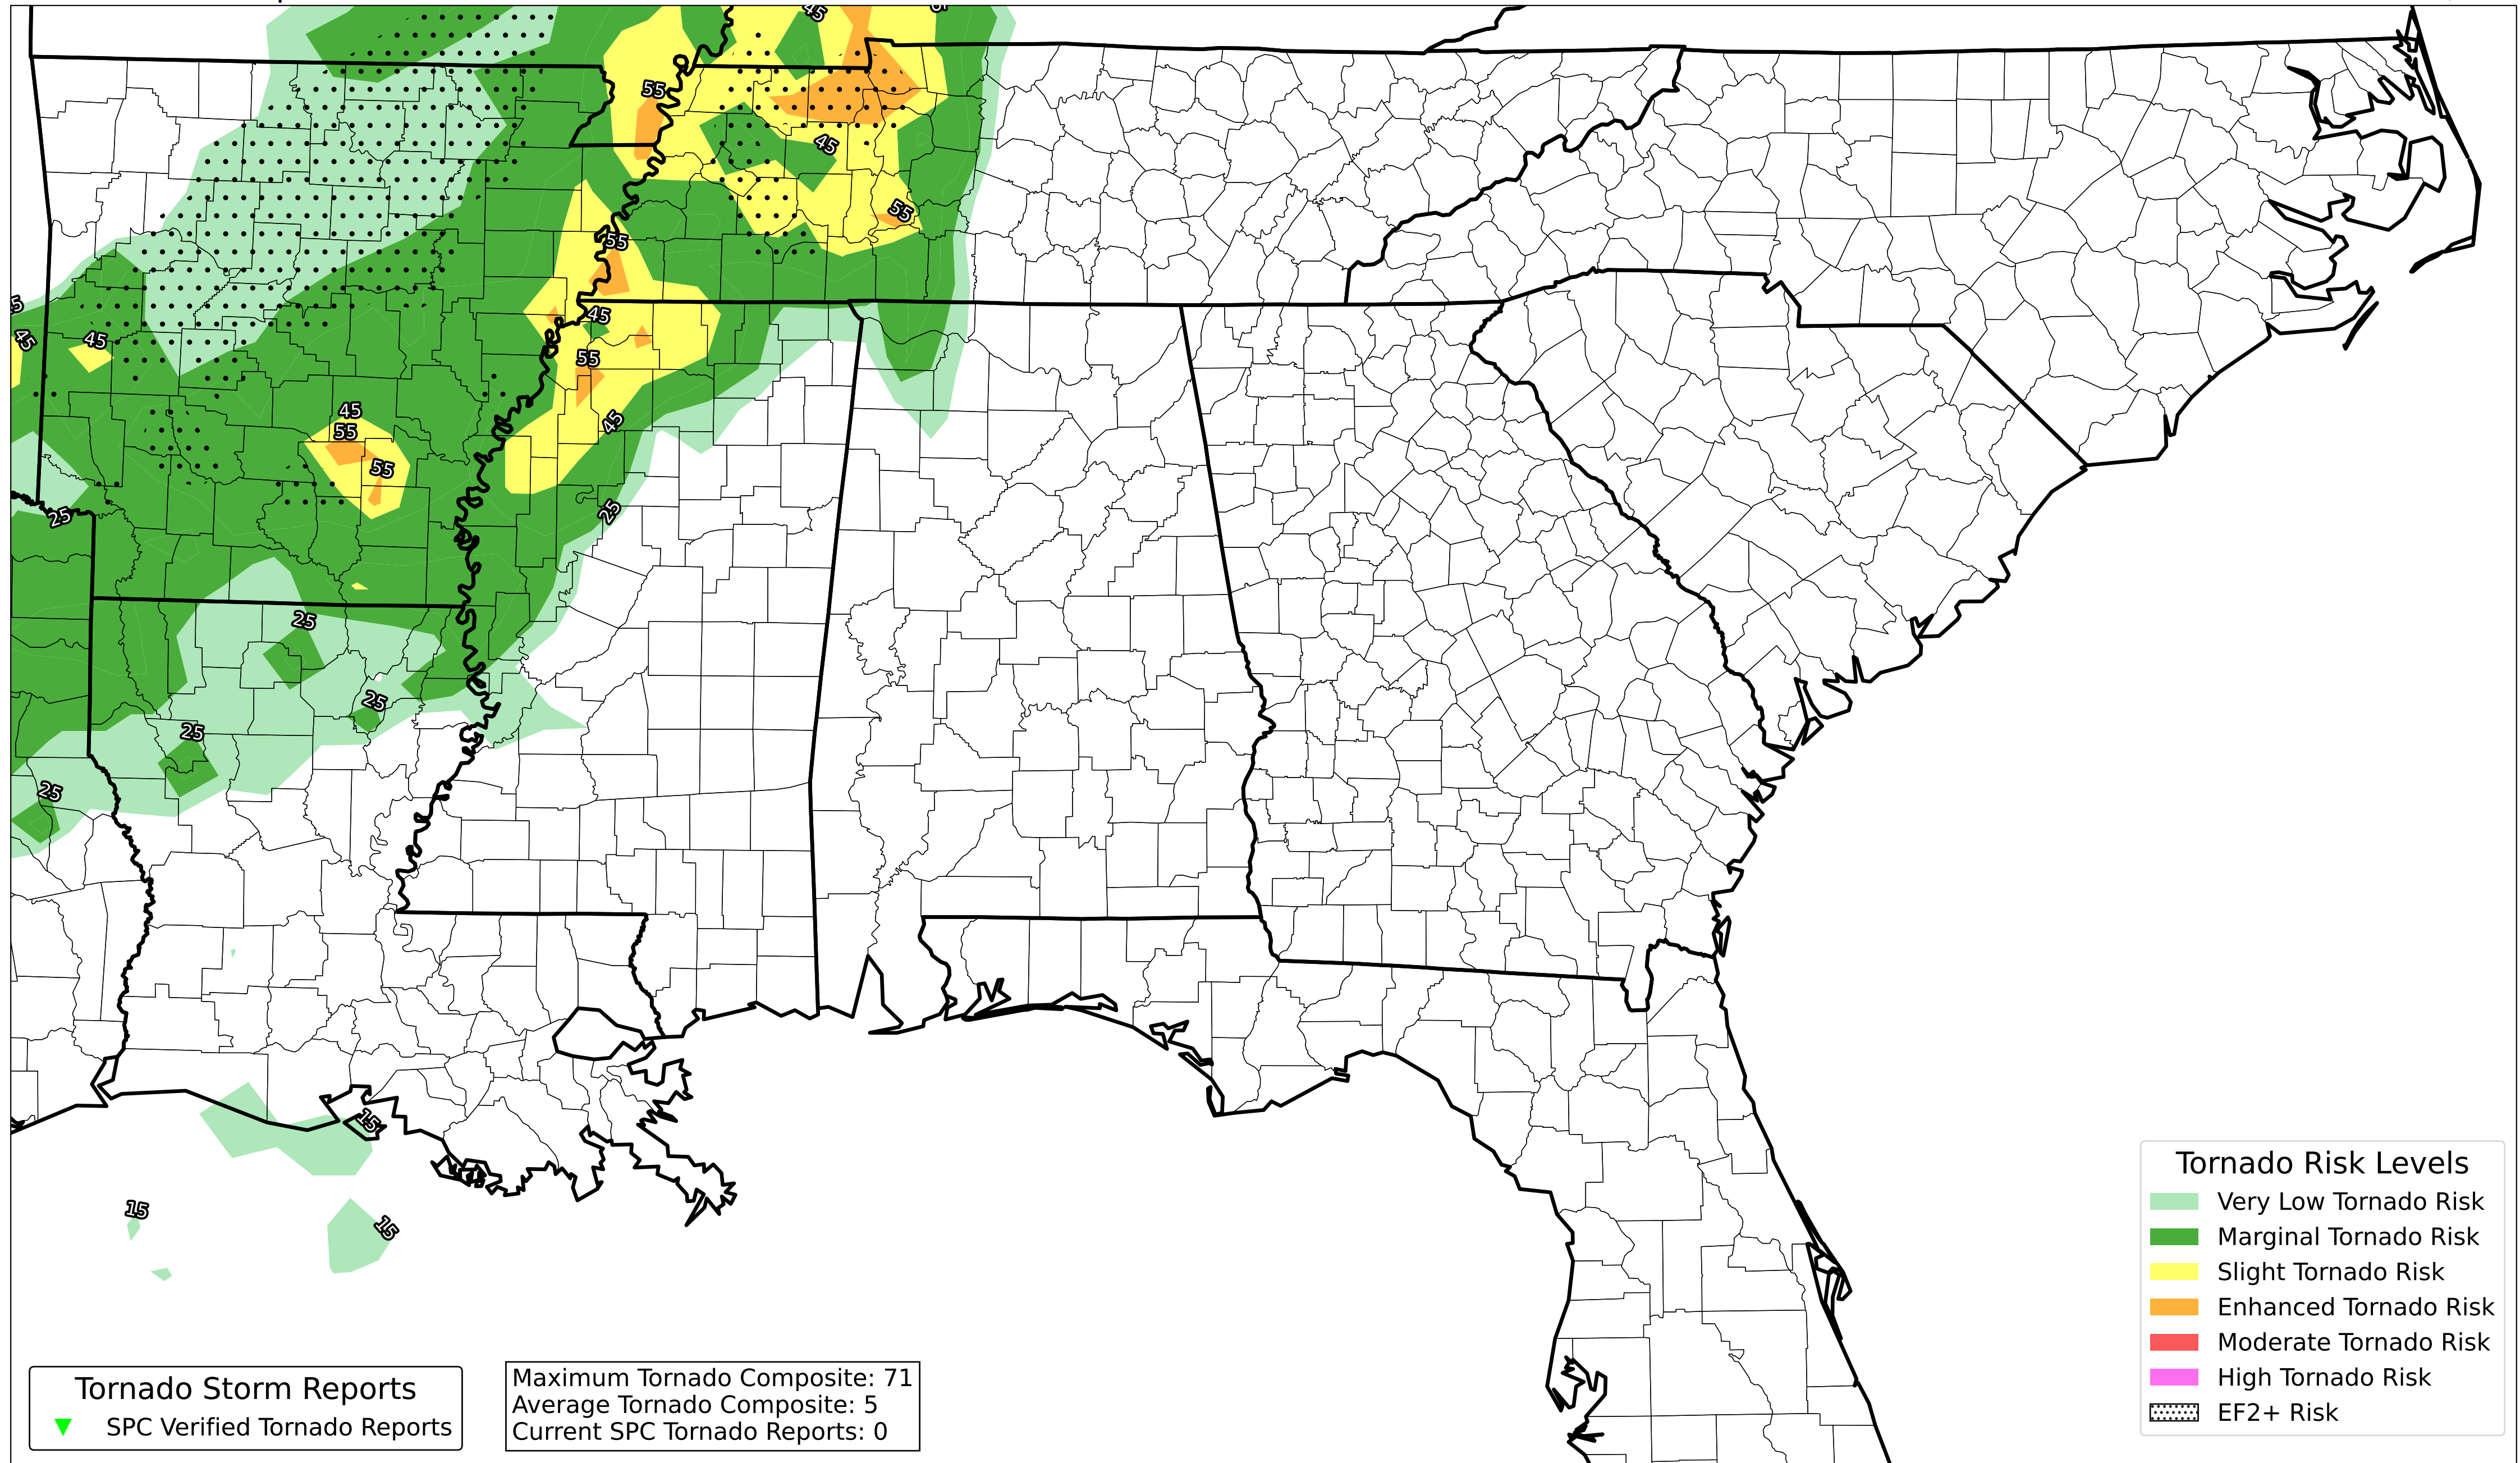 45
5
55
45
55
5
45
45
55
45
55
45
55
45
55
25
25
25
25
25
25
15
15
15
Tornado Risk Levels
Very Low Tornado Risk
Marginal Tornado Risk
Slight Tornado Risk
Enhanced Tornado Risk
Moderate Tornado Risk
High Tornado Risk
EF2+ Risk
Tornado Storm Reports
SPC Verified Tornado Reports
Maximum Tornado Composite: 71
Average Tornado Composite: 5
Current SPC Tornado Reports: 0